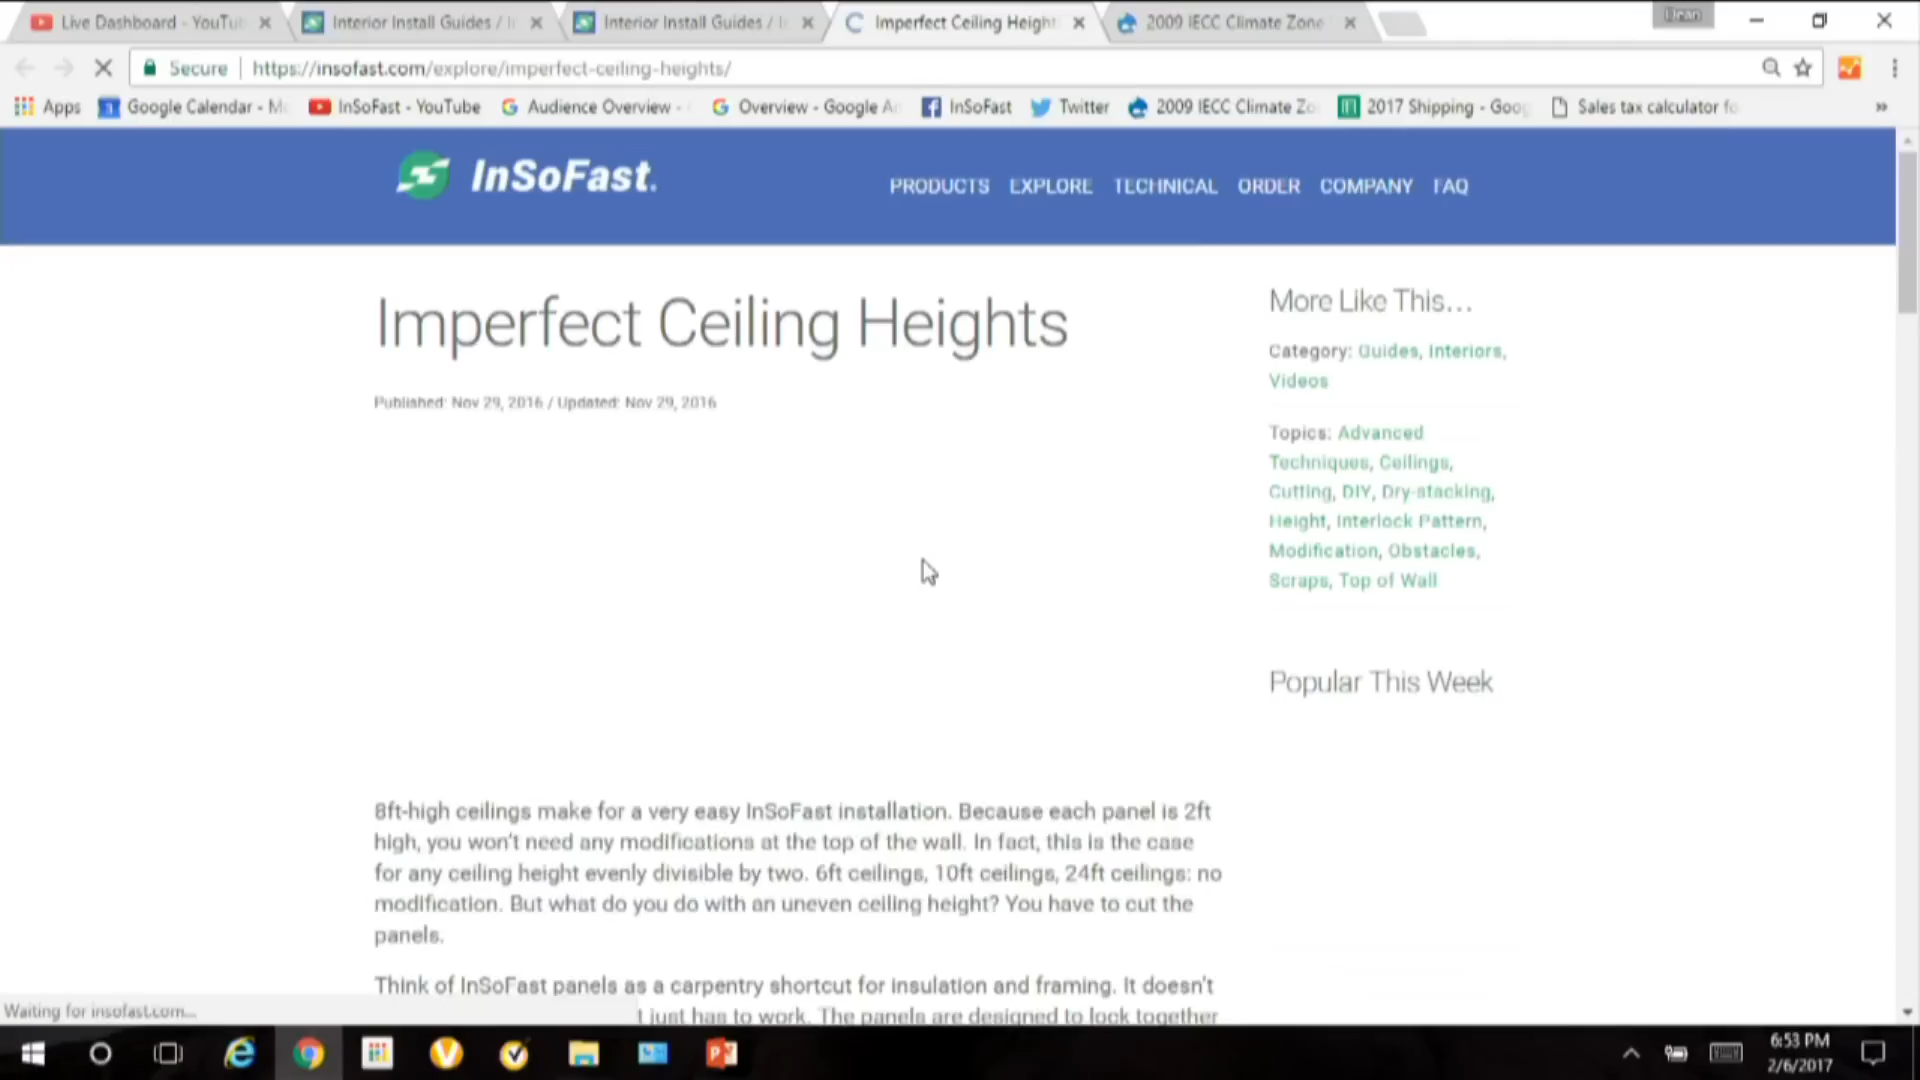 Live Dashboard - YouTu
Interior Install Guides / I
Interior Install Guides / I
Imperfect Ceiling Height
2009 IECC Climate Zone
Secure
https://insofast.com/explore/imperfect-ceiling-heights/
Apps
Google Calendar - M
InSoFast - YouTube
Audience Overview -
Overview - Google A
InSoFast
Twitter
2009 IECC Climate Zo
2017 Shipping - Goo
Sales tax calculator fo
InSoFast.
PRODUCTS EXPLORE TECHNICAL ORDER COMPANY FAQ
Imperfect Ceiling Heights
Published: Nov 29, 2016 / Updated: Nov 29, 2016
8ft-high ceilings make for a very easy InSoFast installation. Because each panel is 2ft
high, you won't need any modifications at the top of the wall. In fact, this is the case
for any ceiling height evenly divisible by two. 6ft ceilings, 10ft ceilings, 24ft ceilings: no
modification. But what do you do with an uneven ceiling height? You have to cut the
panels.
Think of InSoFast panels as a carpentry shortcut for insulation and framing. It doesn't
t just has to work. The panels are designed to lock together
More Like This...
Category: Guides, Interiors,
Videos
Topics: Advanced
Techniques, Ceilings,
Cutting, DIY, Dry-stacking,
Height, Interlock Pattern,
Modification, Obstacles,
Scraps, Top of Wall
Popular This Week
Waiting for insofast.com...
6:53 PM
2/6/2017